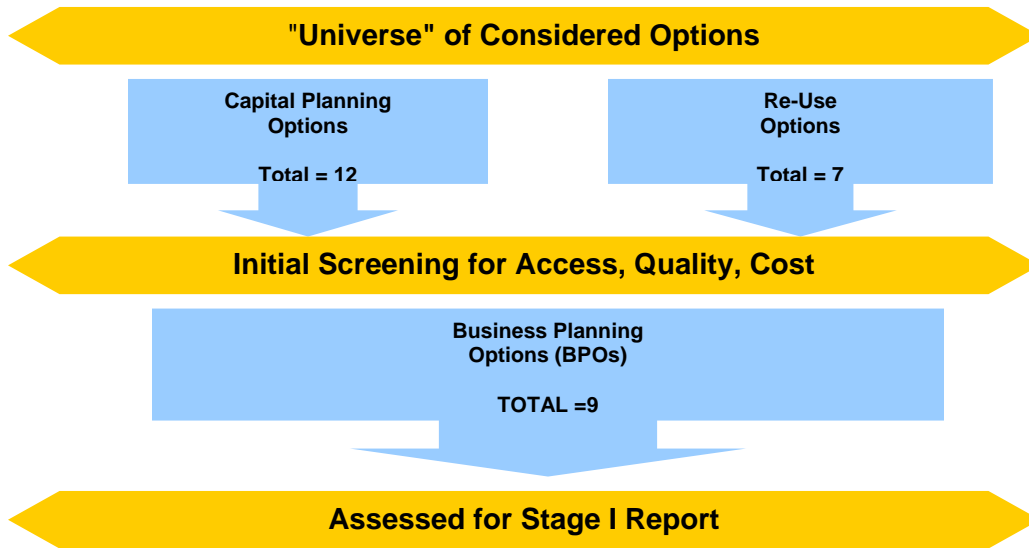 "Universe" of Considered Options
Capital Planning
Options
Total = 12
Re-Use
Options
Total = 7
Initial Screening for Access, Quality, Cost
Business Planning
Options (BPOs)
TOTAL =9
Assessed for Stage I Report